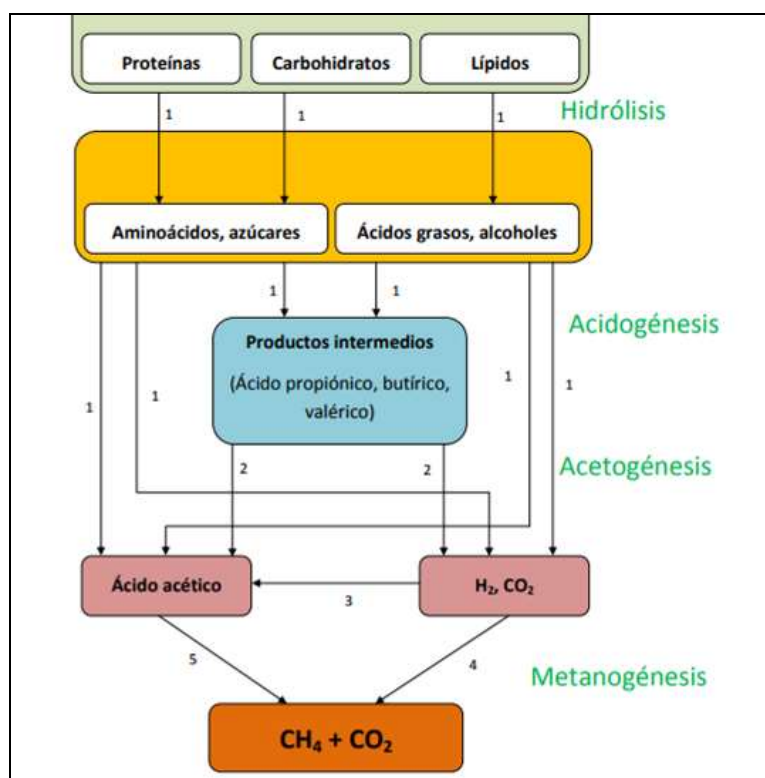 Proteínas
Carbohidratos
Lípidos
1
1
1
Hidrólisis
Aminoácidos, azúcares
Ácidos grasos, alcoholes
1
1
Productos intermedios
(Ácido propiónico, butírico,
valérico)
Acidogénesis
1
1
1
1
2
2
Acetogénesis
Ácido acético
H₂, CO₂
3
5
4
Metanogénesis
CH₄ + CO₂